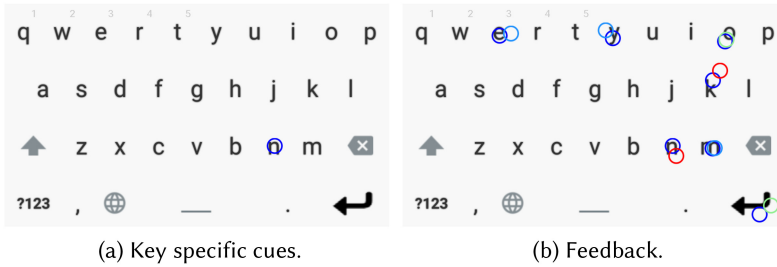 1 2 3 4 5
q w e r t y u i o p
a s d f g h j k l
z x c v b n m
?123 , .
(a) Key specific cues.
1 2 3 4 5
q w e r t y u i o p
a s d f g h j k l
z x c v b n m
?123 , .
(b) Feedback.